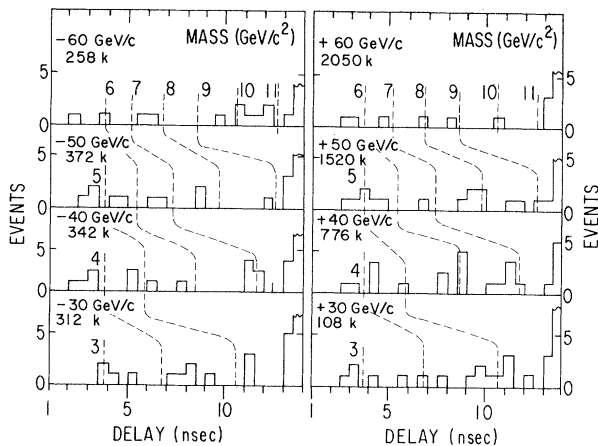 −60 GeV/c MASS (GeV/c²)
258 k
6 7 8 9 10 11
−50 GeV/c
372 k
5
−40 GeV/c
342 k
4
−30 GeV/c
312 k
3
5
0
5
0
5
0
5
0
EVENTS
1 5 10
DELAY (nsec)
+ 60 GeV/c MASS (GeV/c²)
2050 k
6 7 8 9 10 11
+50 GeV/c
1520 k
5
+40 GeV/c
776 k
4
+30 GeV/c
108 k
3
5
0
5
0
5
0
5
0
EVENTS
1 5 10
DELAY (nsec)